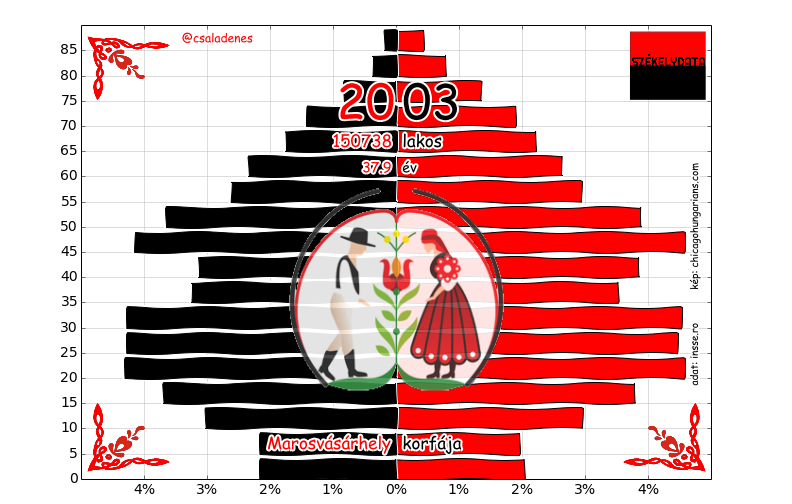 @csaladenes
SZÉKELYDATA
2003
150738 lakos
37.9 év
kép: chicagohungarians.com
adat: insse.ro
Marosvásárhely korfája
85
80
75
70
65
60
55
50
45
40
35
30
25
20
15
10
5
0
4% 3% 2% 1% 0% 1% 2% 3% 4%